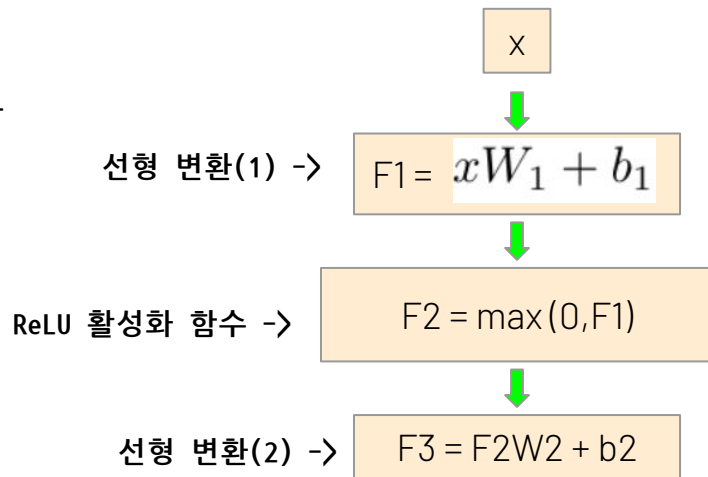 x
선형 변환(1) -> F1 = xW₁ + b₁
ReLU 활성화 함수 -> F2 = max(0,F1)
선형 변환(2) -> F3 = F2W2 + b2